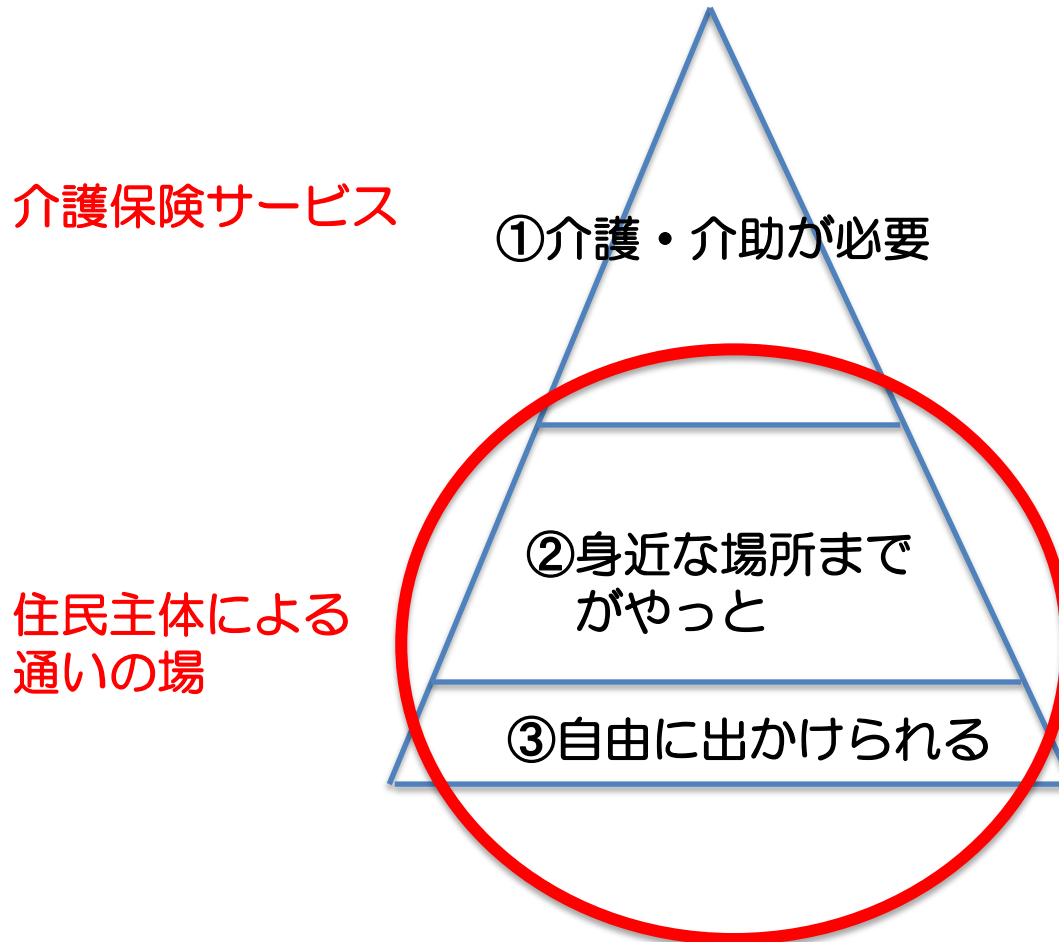 介護保険サービス
①介護・介助が必要
②身近な場所まで
がやっと
住民主体による
通いの場
③自由に出かけられる